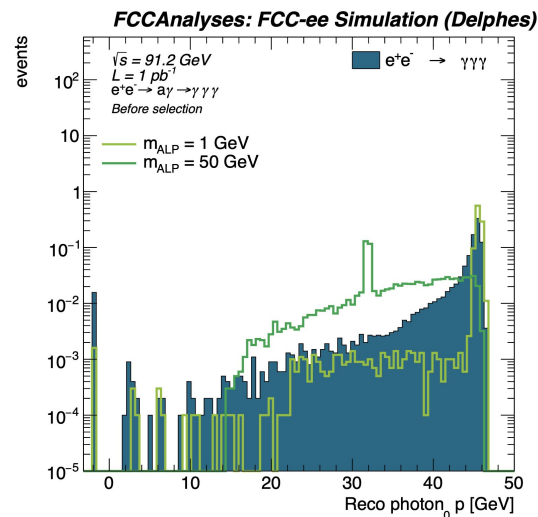 FCCAnalyses: FCC-ee Simulation (Delphes)
events
√s = 91.2 GeV
L = 1 pb⁻¹
e⁺e⁻→ aγ →γ γ γ
Before selection
e⁺e⁻ → γγγ
m_ALP = 1 GeV
m_ALP = 50 GeV
10²
10
1
10⁻¹
10⁻²
10⁻³
10⁻⁴
10⁻⁵
0 10 20 30 40 50
Reco photon₀ p [GeV]